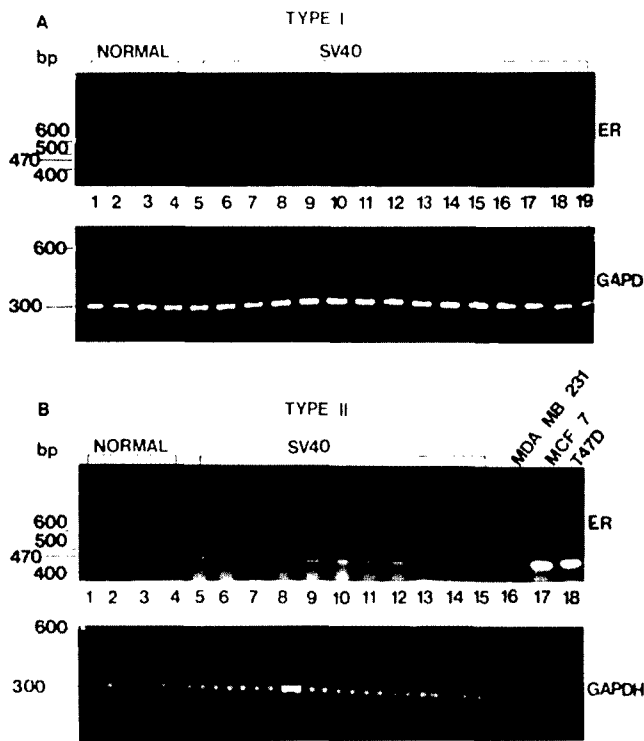 A
TYPE I
bp
NORMAL
SV40
600
500
470
400
ER
1 2 3 4 5 6 7 8 9 10 11 12 13 14 15 16 17 18 19
600
300
GAPD
B
TYPE II
bp
NORMAL
SV40
MDA MB 231
MCF 7
T47D
600
500
470
400
ER
1 2 3 4 5 6 7 8 9 10 11 12 13 14 15 16 17 18
600
300
GAPDH